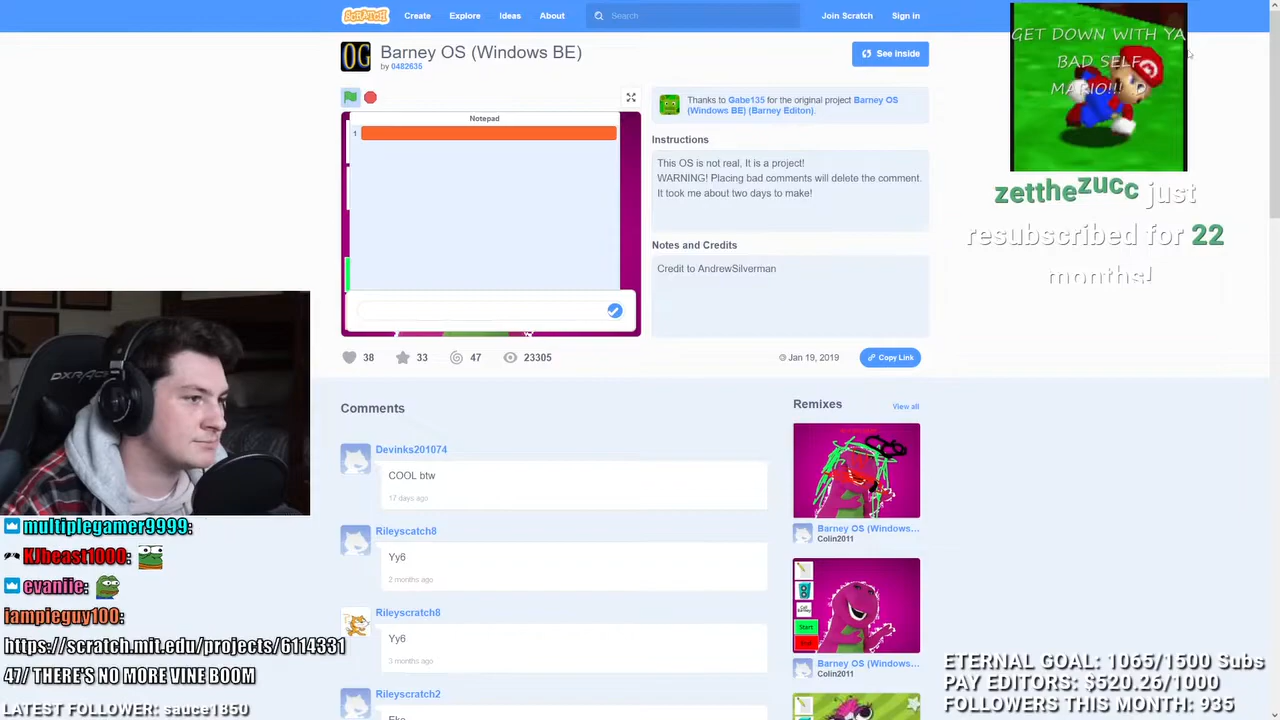 SCRATCH Create Explore Ideas About Search Join Scratch Sign in
Barney OS (Windows BE)
by 0482635
See inside
Notepad
1
Thanks to Gabe135 for the original project Barney OS
(Windows BE) (Barney Editon).
Instructions
This OS is not real, It is a project!
WARNING! Placing bad comments will delete the comment.
It took me about two days to make!
Notes and Credits
Credit to AndrewSilverman
38 33 47 23305
© Jan 19, 2019
Copy Link
Comments
Devinks201074
COOL btw
17 days ago
Rileyscatch8
Yy6
2 months ago
Rileyscratch8
Yy6
3 months ago
Rileyscratch2
Remixes
View all
Barney OS (Windows...
Colin2011
Start
Barney OS (Windows...
Colin2011
GET DOWN WITH YA
BAD SELF
MARIO!!! :D
zetthezucc just
resubscribed for 22
months!
DXRACER
multiplegamer9999:
KJbeast1000:
evaniie:
iampieguy100:
https://scratch.mit.edu/projects/6114331
47/ THERE'S NO MORE VINE BOOM
LATEST FOLLOWER: sauce1850
ETERNAL GOAL: 1065/1500 Subs
PAY EDITORS: $520.26/1000
FOLLOWERS THIS MONTH: 935